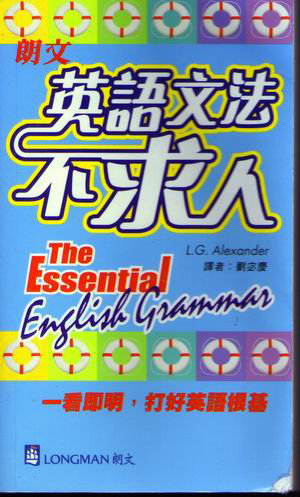 朗文
英語文法
不求人
L.G. Alexander
譯者：劉宓慶
The
Essential
English Grammar
一看即明，打好英語根基
LONGMAN 朗文